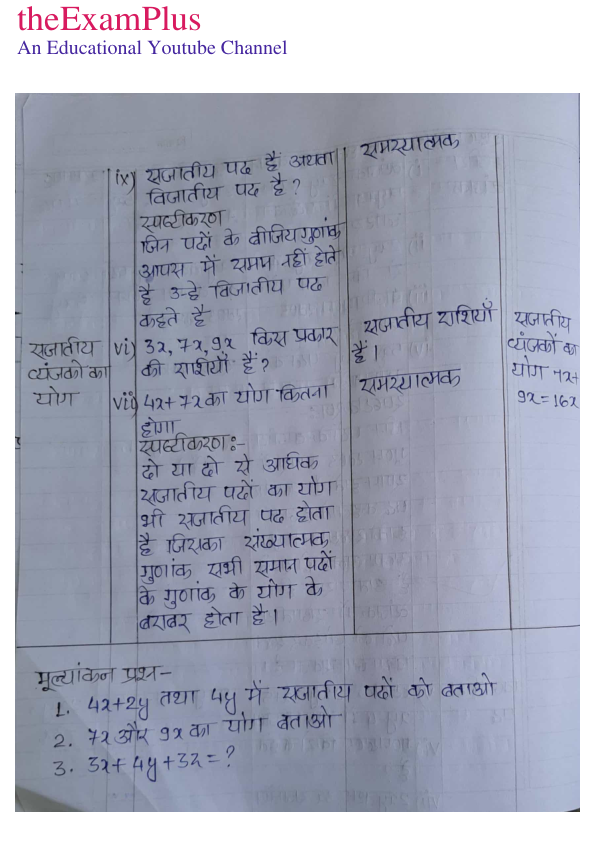 theExamPlus
An Educational Youtube Channel
ix) सजातीय पद हैं अथवा
विजातीय पद है?
स्पष्टीकरण
जिन पदों के बीजियगुणांक
आपस में समान नहीं होते
है उन्हे विजातीय पद
कहते है
समस्यात्मक
सजातीय
व्यंजको का
योग
vi) 3x, 7x, 9x किस प्रकार
की राशियाँ हैं?
vii) 4x + 7x का योग कितना
होगा
स्पष्टीकरण:-
दो या दो से अधिक
सजातीय पदों का योग
भी सजातीय पद होता
है जिसका संख्यात्मक
गुणांक सभी समान पदों
के गुणांक के योग के
बराबर होता है।
सजातीय राशियाँ
हैं।
समस्यात्मक
सजातीय
व्यंजकों का
योग 7x+
9x = 16x
मूल्यांकन प्रश्न-
1. 4x+2y तथा 4y में सजातीय पदों को बताओ
2. 7x और 9x का योग बताओ
3. 3x + 4y + 3x = ?